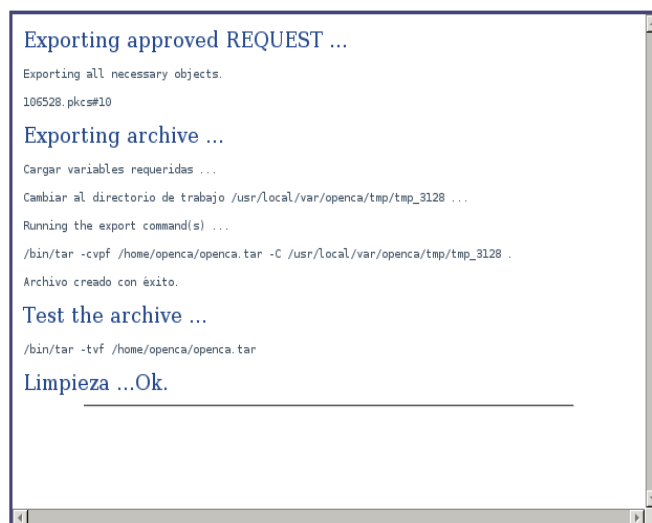 Exporting approved REQUEST ...
Exporting all necessary objects.
106528.pkcs#10
Exporting archive ...
Cargar variables requeridas ...
Cambiar al directorio de trabajo /usr/local/var/openca/tmp/tmp_3128 ...
Running the export command(s) ...
/bin/tar -cvpf /home/openca/openca.tar -C /usr/local/var/openca/tmp/tmp_3128 .
Archivo creado con éxito.
Test the archive ...
/bin/tar -tvf /home/openca/openca.tar
Limpieza ...Ok.